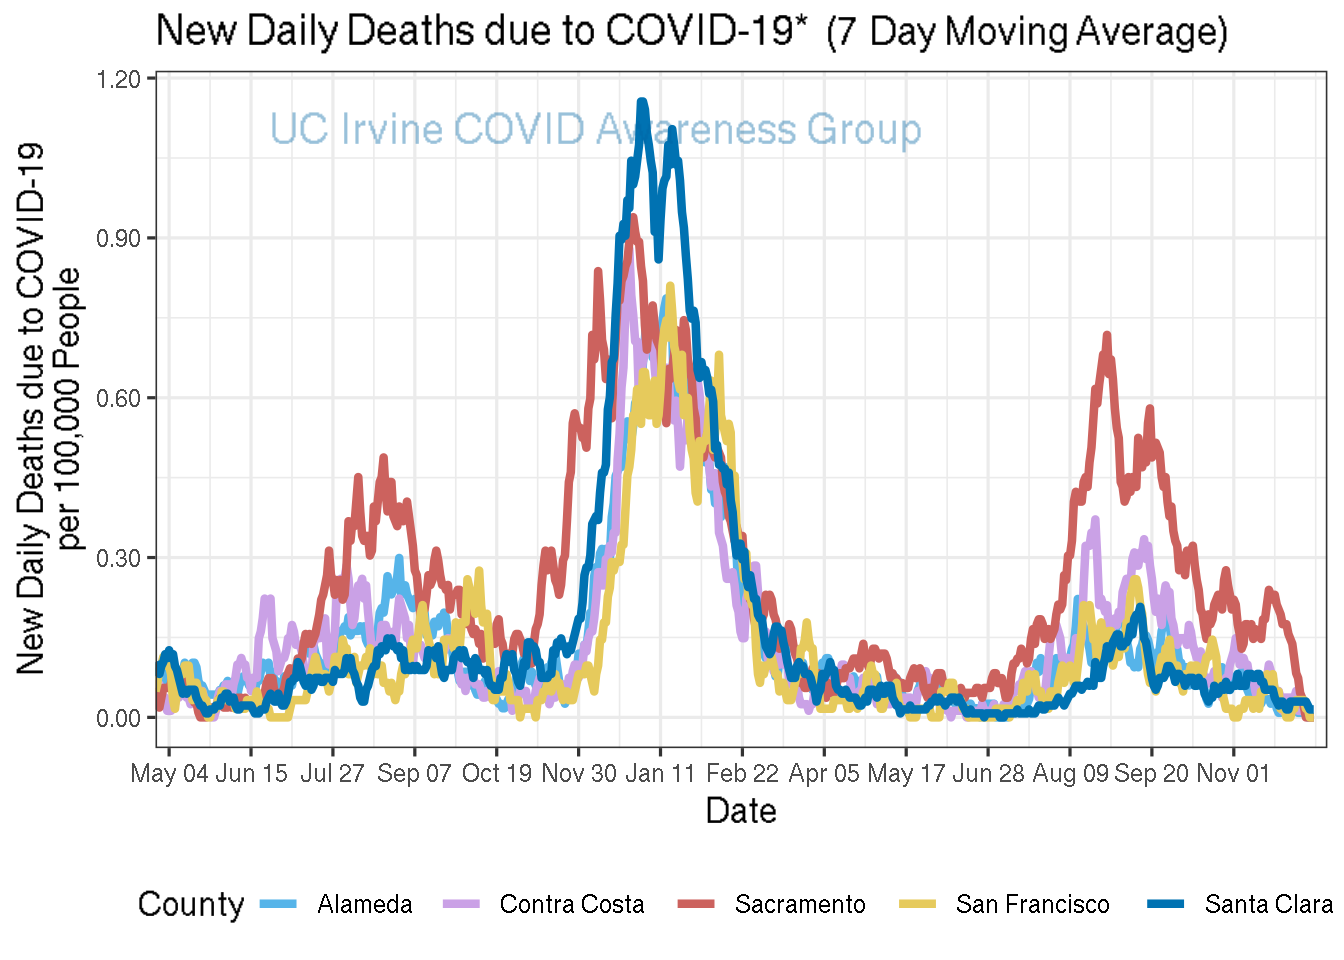 New Daily Deaths due to COVID-19* (7 Day Moving Average)
UC Irvine COVID Awareness Group
New Daily Deaths due to COVID-19
per 100,000 People
1.20
0.90
0.60
0.30
0.00
May 04 Jun 15 Jul 27 Sep 07 Oct 19 Nov 30 Jan 11 Feb 22 Apr 05 May 17 Jun 28 Aug 09 Sep 20 Nov 01
Date
County Alameda Contra Costa Sacramento San Francisco Santa Clara